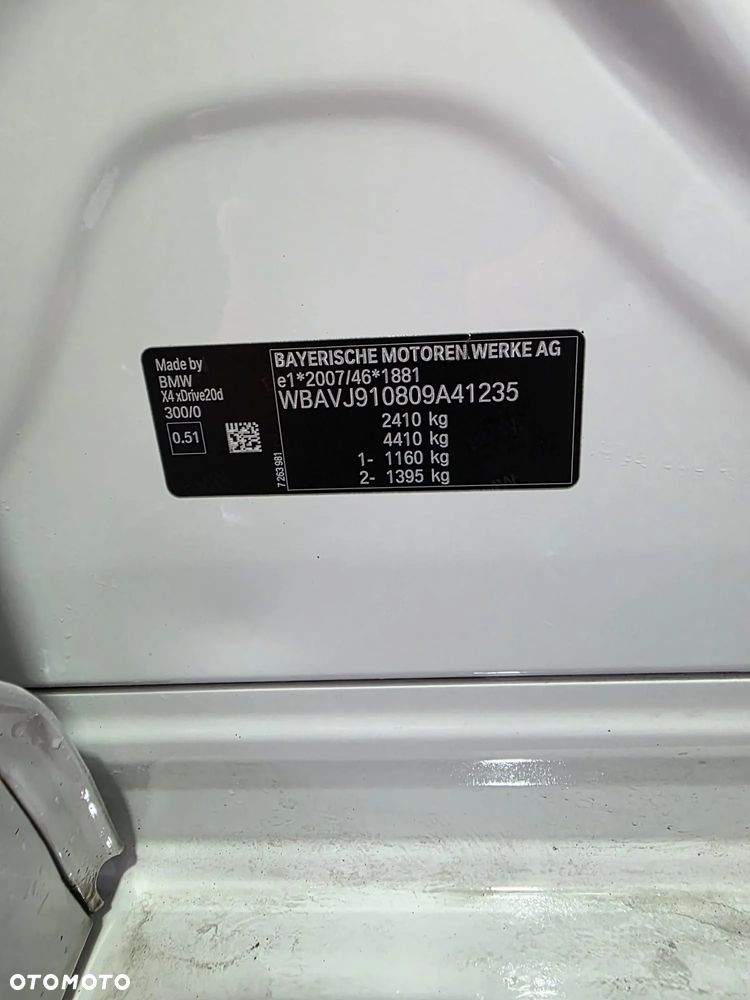 Made by
BMW
X4 xDrive20d
300/0
0.51
7 263 981
BAYERISCHE MOTOREN WERKE AG
e1*2007/46*1881
WBAVJ910809A41235
2410 kg
4410 kg
1- 1160 kg
2- 1395 kg
OTOMOTO